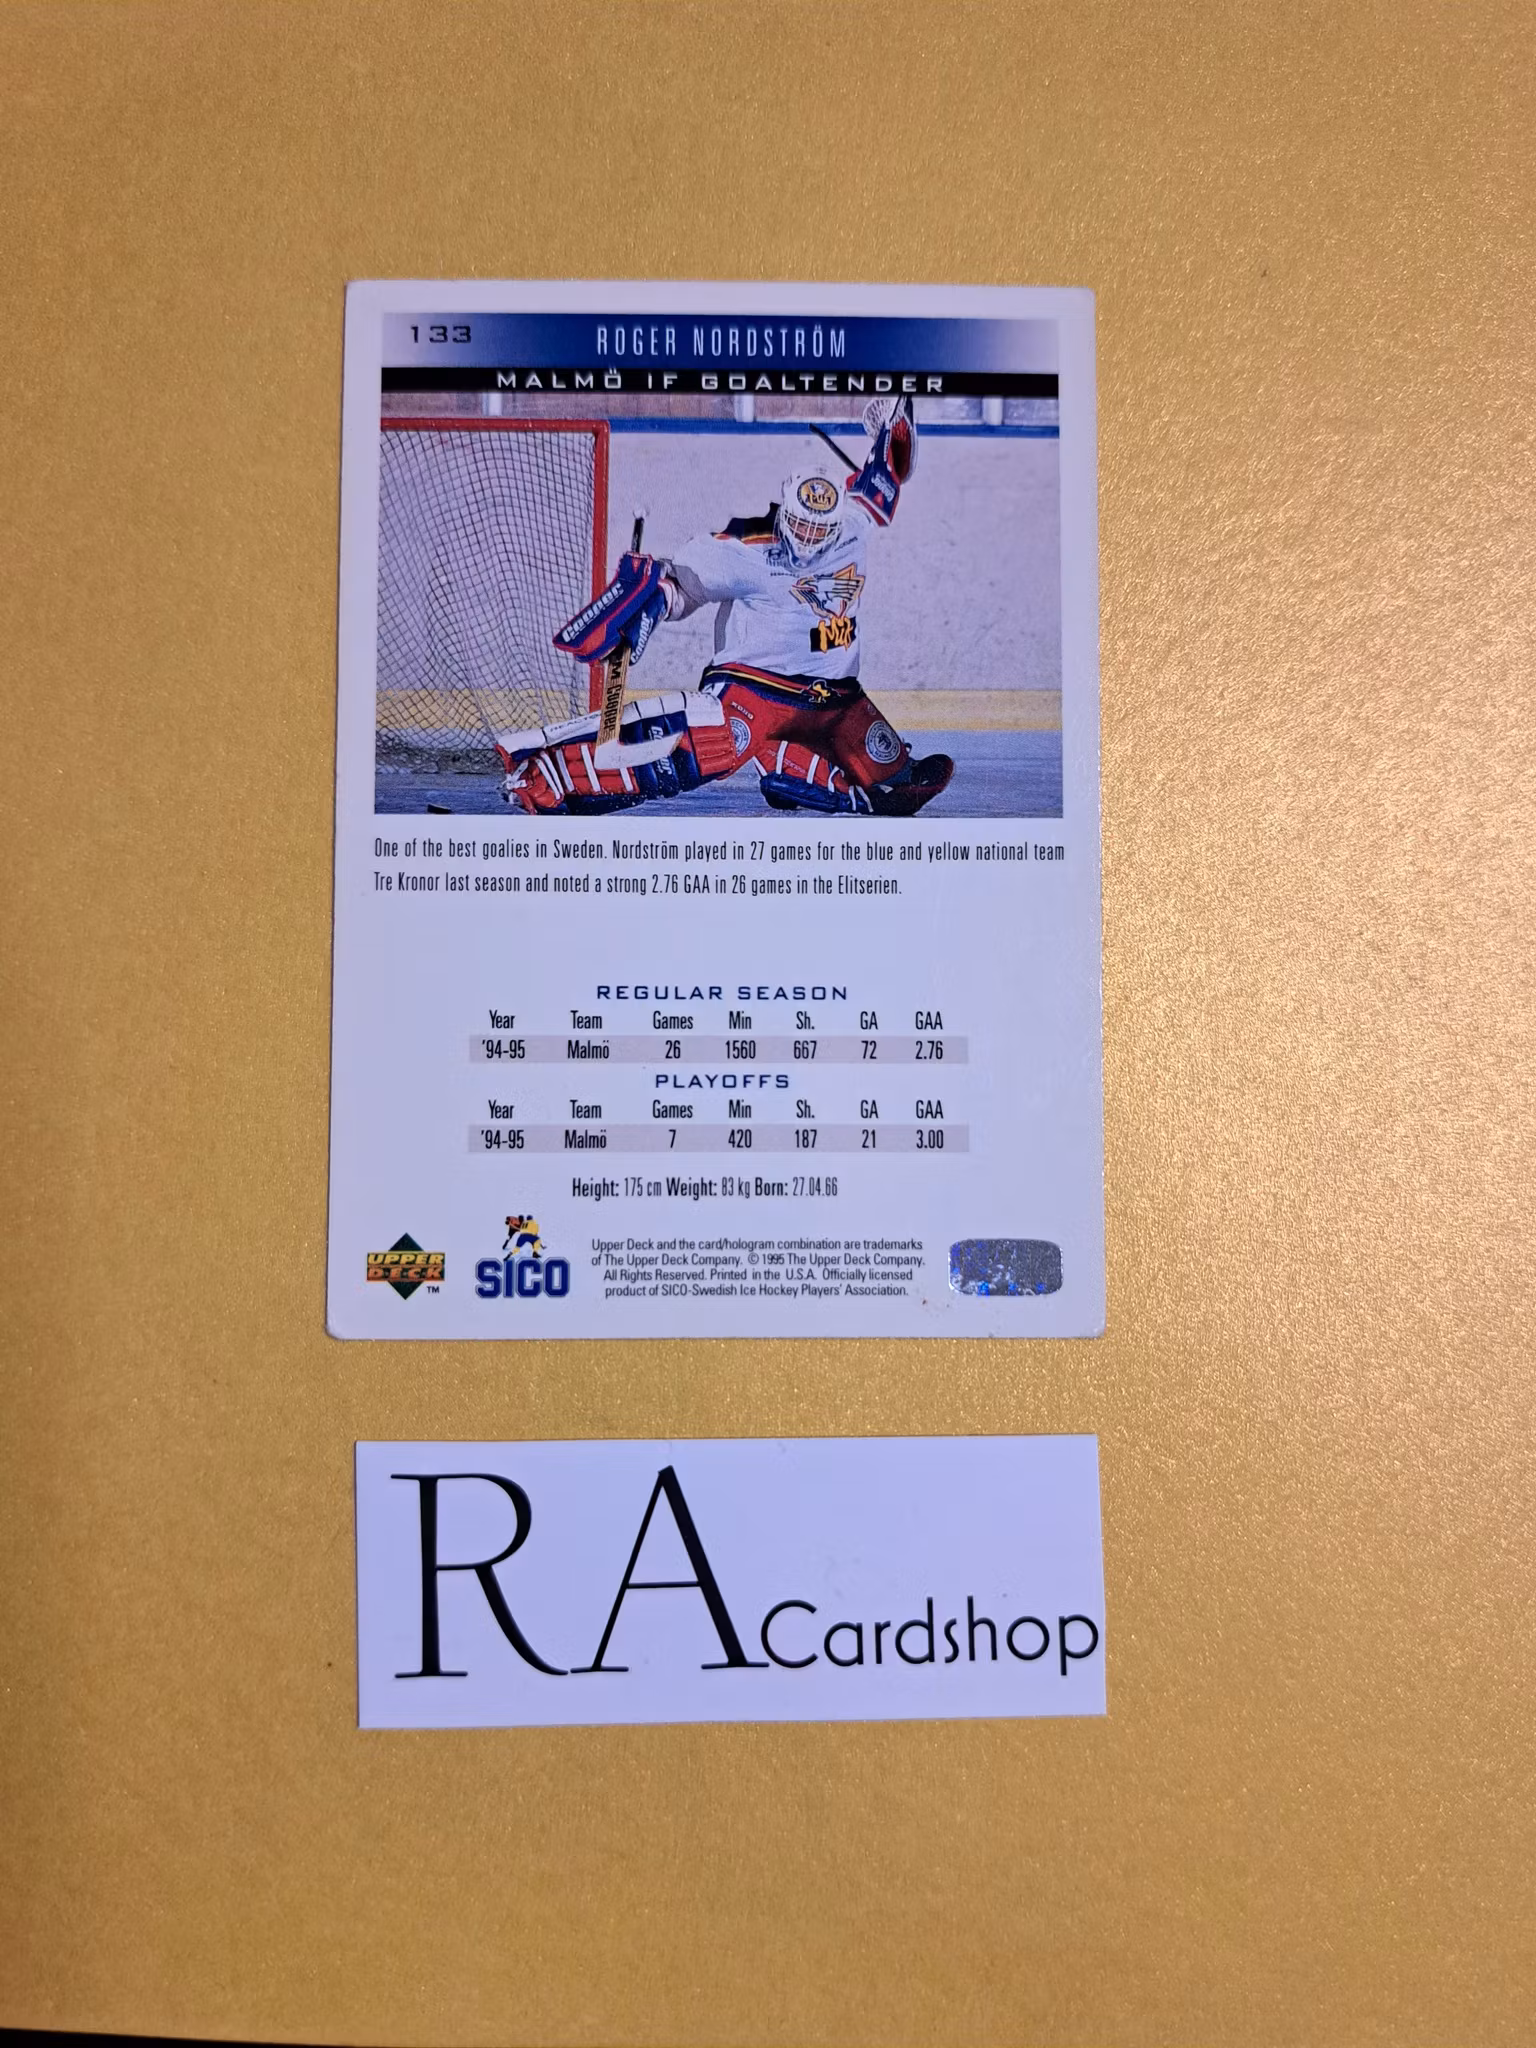 133
ROGER NORDSTRÖM
MALMÖ IF GOALTENDER
Cooper
Cooper
COOPER
MIF
One of the best goalies in Sweden. Nordström played in 27 games for the blue and yellow national team
Tre Kronor last season and noted a strong 2.76 GAA in 26 games in the Elitserien.
REGULAR SEASON
Year Team Games Min Sh. GA GAA
'94-95 Malmö 26 1560 667 72 2.76
PLAYOFFS
Year Team Games Min Sh. GA GAA
'94-95 Malmö 7 420 187 21 3.00
Height: 175 cm Weight: 83 kg Born: 27.04.66
UPPER
DECK
TM
SICO
Upper Deck and the card/hologram combination are trademarks
of The Upper Deck Company. © 1995 The Upper Deck Company.
All Rights Reserved. Printed in the U.S.A. Officially licensed
product of SICO-Swedish Ice Hockey Players' Association.
RA Cardshop